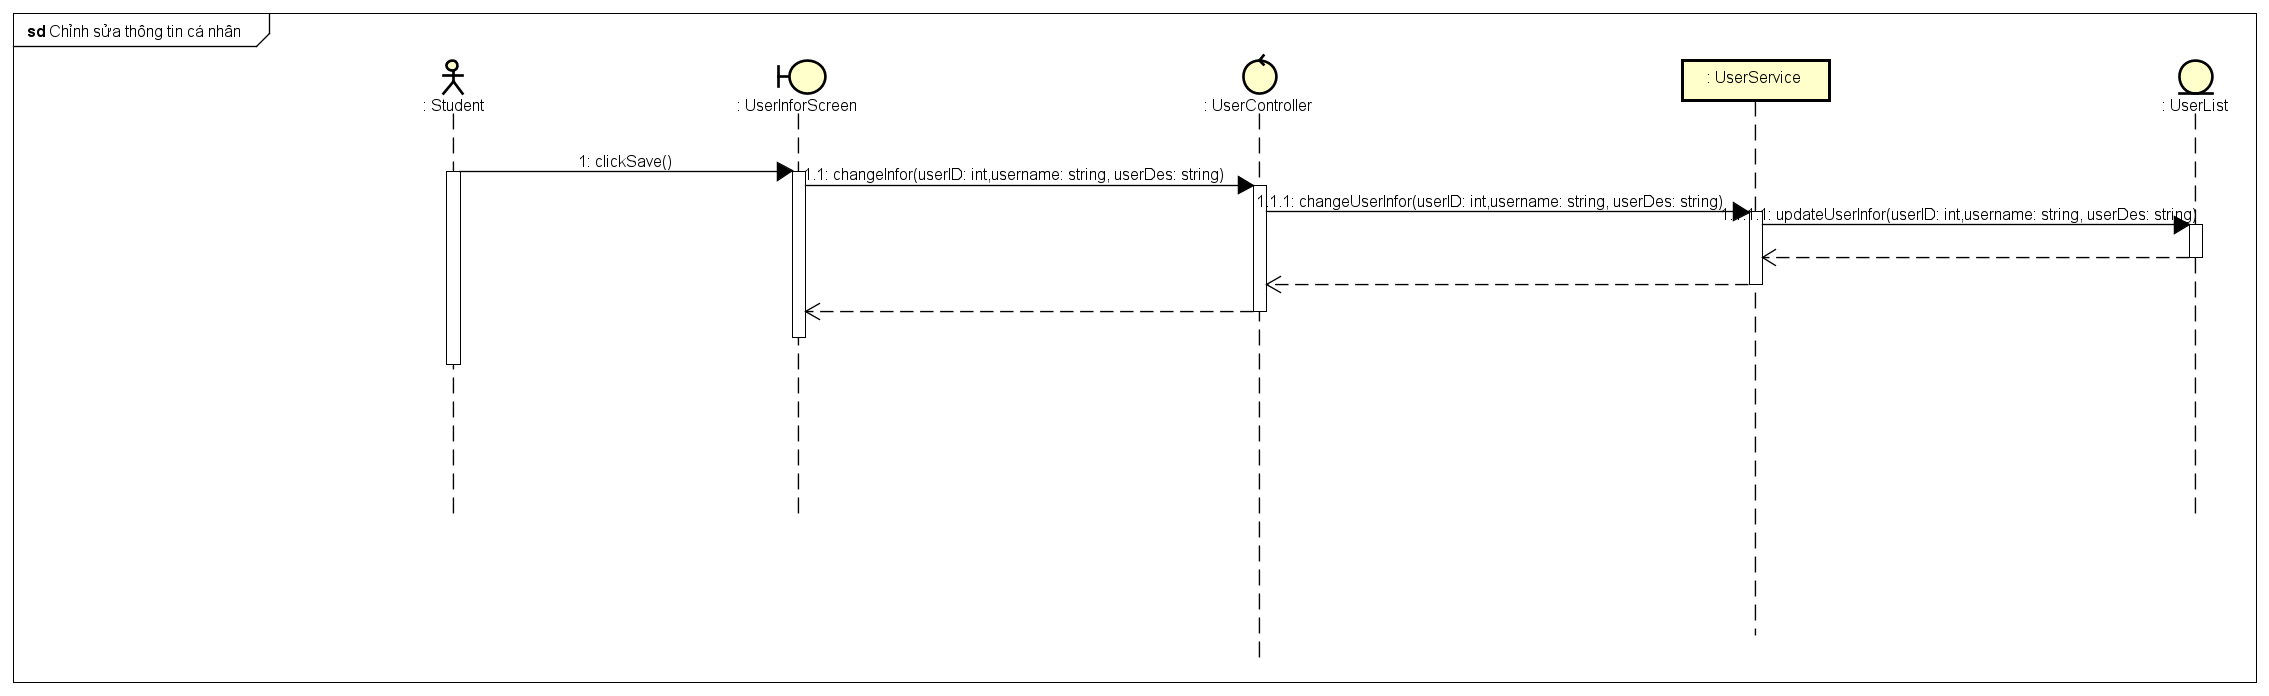 sd Chỉnh sửa thông tin cá nhân
: Student
: UserInforScreen
: UserController
: UserService
: UserList
1: clickSave()
1.1: changeInfor(userID: int,username: string, userDes: string)
1.1.1: changeUserInfor(userID: int,username: string, userDes: string)
1.1.1.1: updateUserInfor(userID: int,username: string, userDes: string)